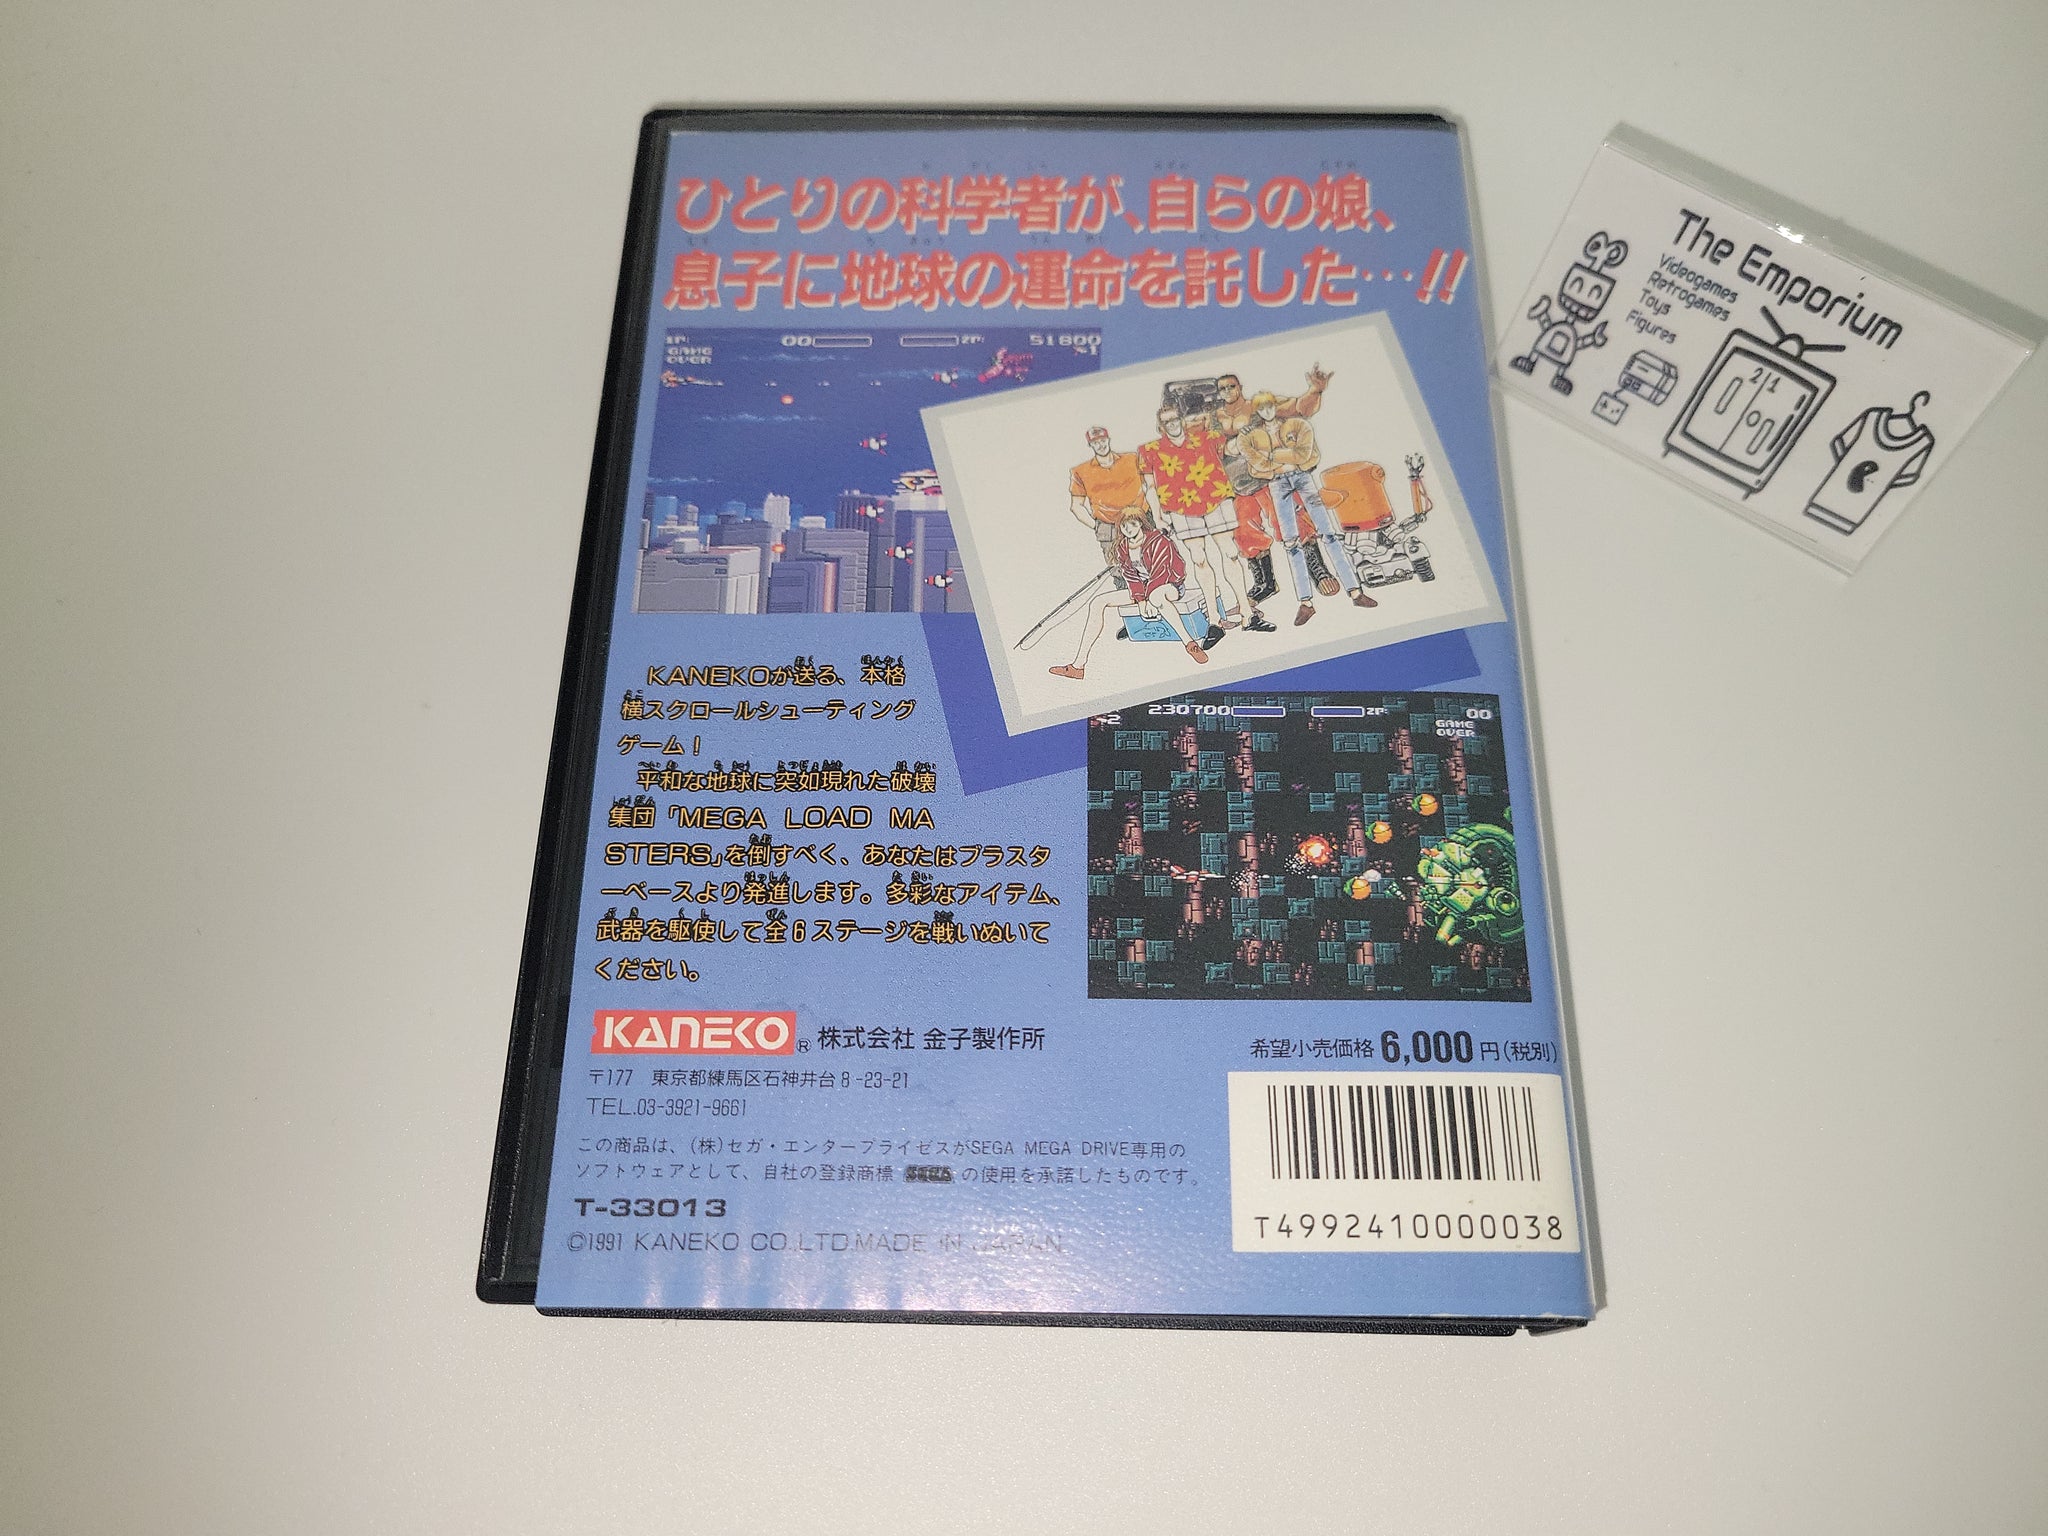 ひとりの科学者が、自らの娘、
息子に地球の運命を託した…!!
1P:
GAME
OVER
00
2P:
51800
×1
KANEKOが送る、本格
横スクロールシューティング
ゲーム！
平和な地球に突如現れた破壊
集団「MEGA LOAD MA
STERS」を倒すべく、あなたはブラスタ
ーベースより発進します。多彩なアイテム、
武器を駆使して全6ステージを戦いぬいて
ください。
230700
×2
2P:
00
GAME
OVER
KANEKO® 株式会社 金子製作所
〒177 東京都練馬区石神井台8-23-21
TEL.03-3921-9661
この商品は、(株)セガ・エンタープライゼスがSEGA MEGA DRIVE専用の
ソフトウェアとして、自社の登録商標 SEGA の使用を承諾したものです。
T-33013
©1991 KANEKO CO.,LTD.MADE IN JAPAN
希望小売価格 6,000 円(税別)
T4992410000038
The Emporium
Videogames
Retrogames
Toys
Figures
21